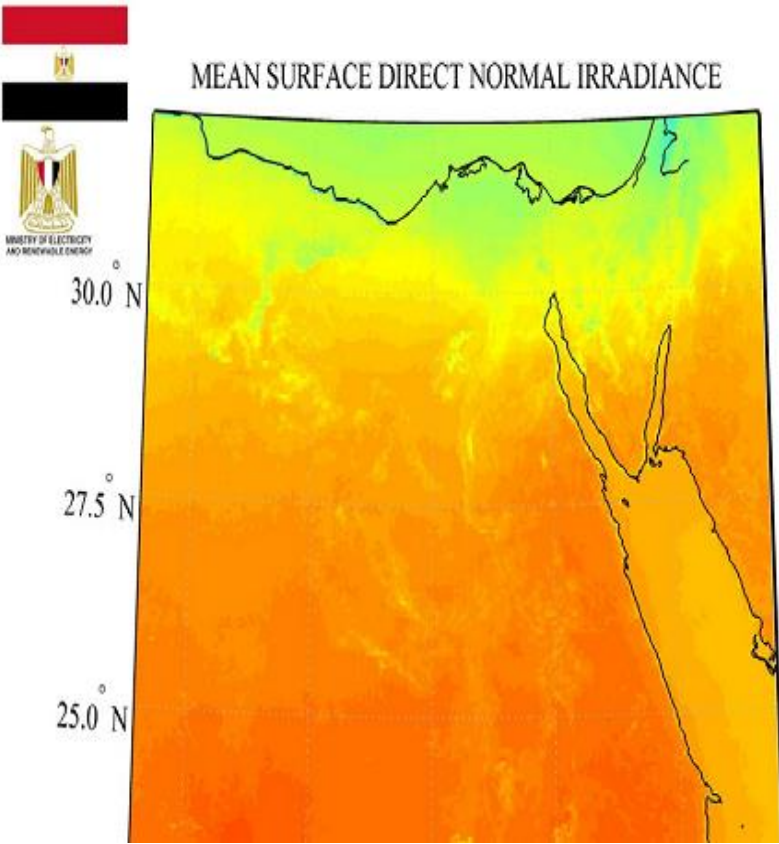 MEAN SURFACE DIRECT NORMAL IRRADIANCE
MINISTRY OF ELECTRICITY
AND RENEWABLE ENERGY
30.0° N
27.5° N
25.0° N